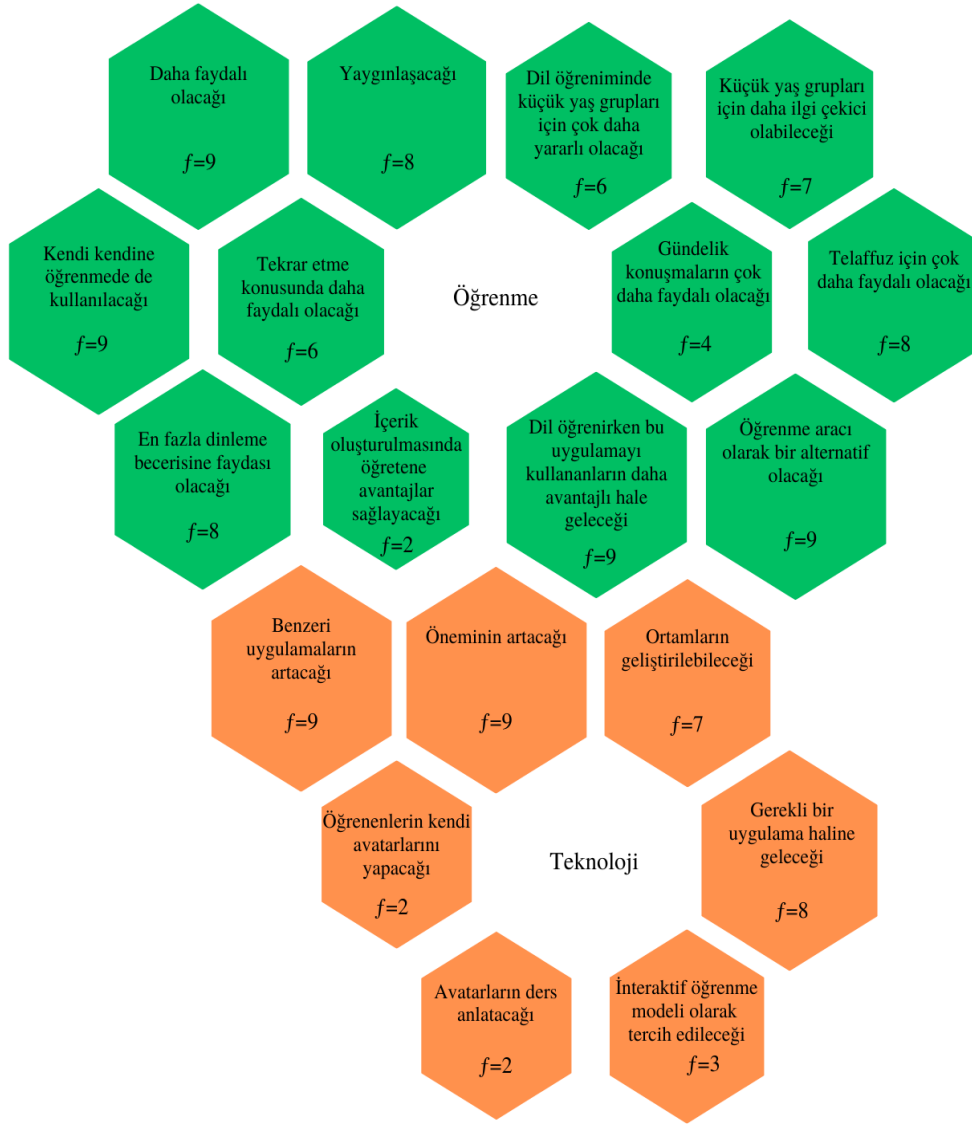 Daha faydalı
olacağı
f=9
Yaygınlaşacağı
f=8
Dil öğreniminde
küçük yaş grupları
için çok daha
yararlı olacağı
f=6
Küçük yaş grupları
için daha ilgi çekici
olabileceği
f=7
Kendi kendine
öğrenmede de
kullanılacağı
f=9
Tekrar etme
konusunda daha
faydalı olacağı
f=6
Öğrenme
Gündelik
konuşmaların çok
daha faydalı olacağı
f=4
Telaffuz için çok
daha faydalı olacağı
f=8
En fazla dinleme
becerisine faydası
olacağı
f=8
İçerik
oluşturulmasında
öğretene
avantajlar
sağlayacağı
f=2
Dil öğrenirken bu
uygulamayı
kullananların daha
avantajlı hale
geleceği
f=9
Öğrenme aracı
olarak bir alternatif
olacağı
f=9
Benzeri
uygulamaların
artacağı
f=9
Öneminin artacağı
f=9
Ortamların
geliştirilebileceği
f=7
Öğrenenlerin kendi
avatarlarını
yapacağı
f=2
Teknoloji
Gerekli bir
uygulama haline
geleceği
f=8
Avatarların ders
anlatacağı
f=2
İnteraktif öğrenme
modeli olarak
tercih edileceği
f=3